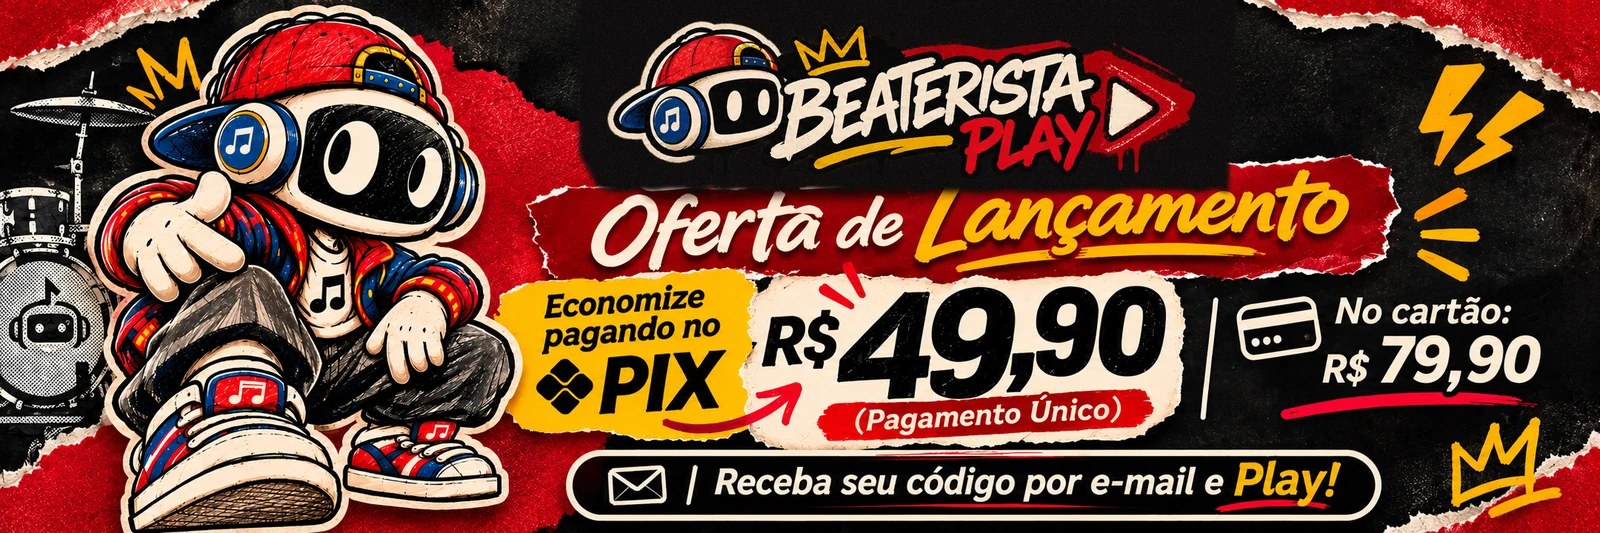 BEATERISTA
PLAY
Oferta de Lançamento
Economize
pagando no
PIX
R$ 49,90
(Pagamento Único)
No cartão:
R$ 79,90
Receba seu código por e-mail e Play!